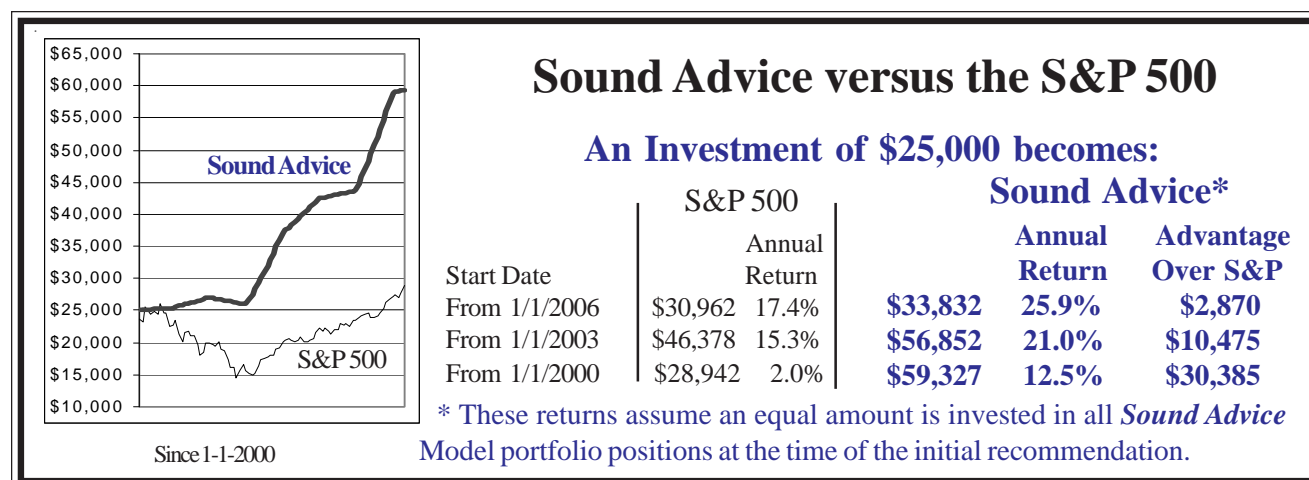 $65,000
$60,000
$55,000
$50,000
$45,000
$40,000
$35,000
$30,000
$25,000
$20,000
$15,000
$10,000
Sound Advice
S&P 500
Since 1-1-2000
Sound Advice versus the S&P 500
An Investment of $25,000 becomes:
S&P 500 Sound Advice*
Annual Annual Advantage
Start Date Return Return Over S&P
From 1/1/2006 $30,962 17.4% $33,832 25.9% $2,870
From 1/1/2003 $46,378 15.3% $56,852 21.0% $10,475
From 1/1/2000 $28,942 2.0% $59,327 12.5% $30,385
* These returns assume an equal amount is invested in all Sound Advice
Model portfolio positions at the time of the initial recommendation.